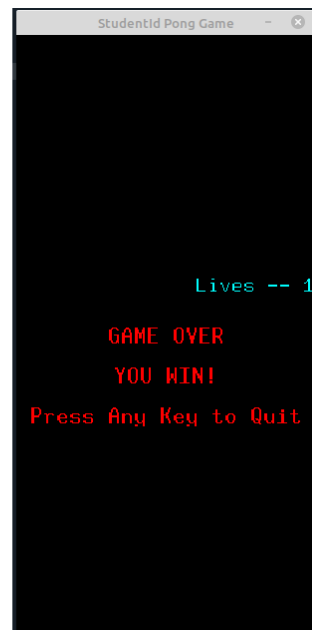 StudentId Pong Game
Lives -- 1
GAME OVER
YOU WIN!
Press Any Key to Quit